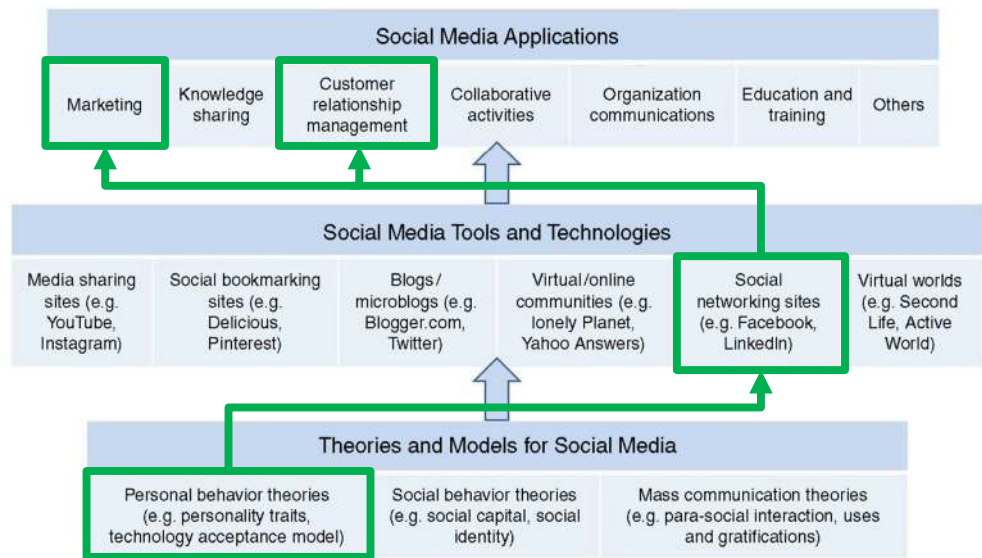 Social Media Applications
Marketing
Knowledge
sharing
Customer
relationship
management
Collaborative
activities
Organization
communications
Education and
training
Others
Social Media Tools and Technologies
Media sharing
sites (e.g.
YouTube,
Instagram)
Social bookmarking
sites (e.g.
Delicious,
Pinterest)
Blogs/
microblogs (e.g.
Blogger.com,
Twitter)
Virtual/online
communities (e.g.
lonely Planet,
Yahoo Answers)
Social
networking sites
(e.g. Facebook,
LinkedIn)
Virtual worlds
(e.g. Second
Life, Active
World)
Theories and Models for Social Media
Personal behavior theories
(e.g. personality traits,
technology acceptance model)
Social behavior theories
(e.g. social capital, social
identity)
Mass communication theories
(e.g. para-social interaction, uses
and gratifications)